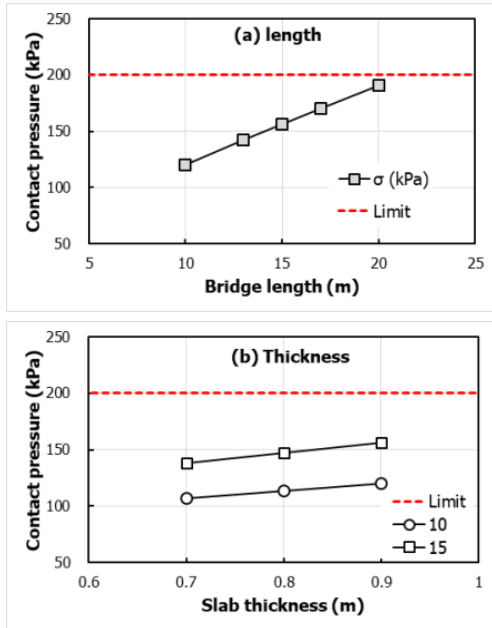 (a) length
Contact pressure (kPa)
250
200
150
100
50
σ (kPa)
Limit
5 10 15 20 25
Bridge length (m)
(b) Thickness
Contact pressure (kPa)
250
200
150
100
50
Limit
10
15
0.6 0.7 0.8 0.9 1
Slab thickness (m)